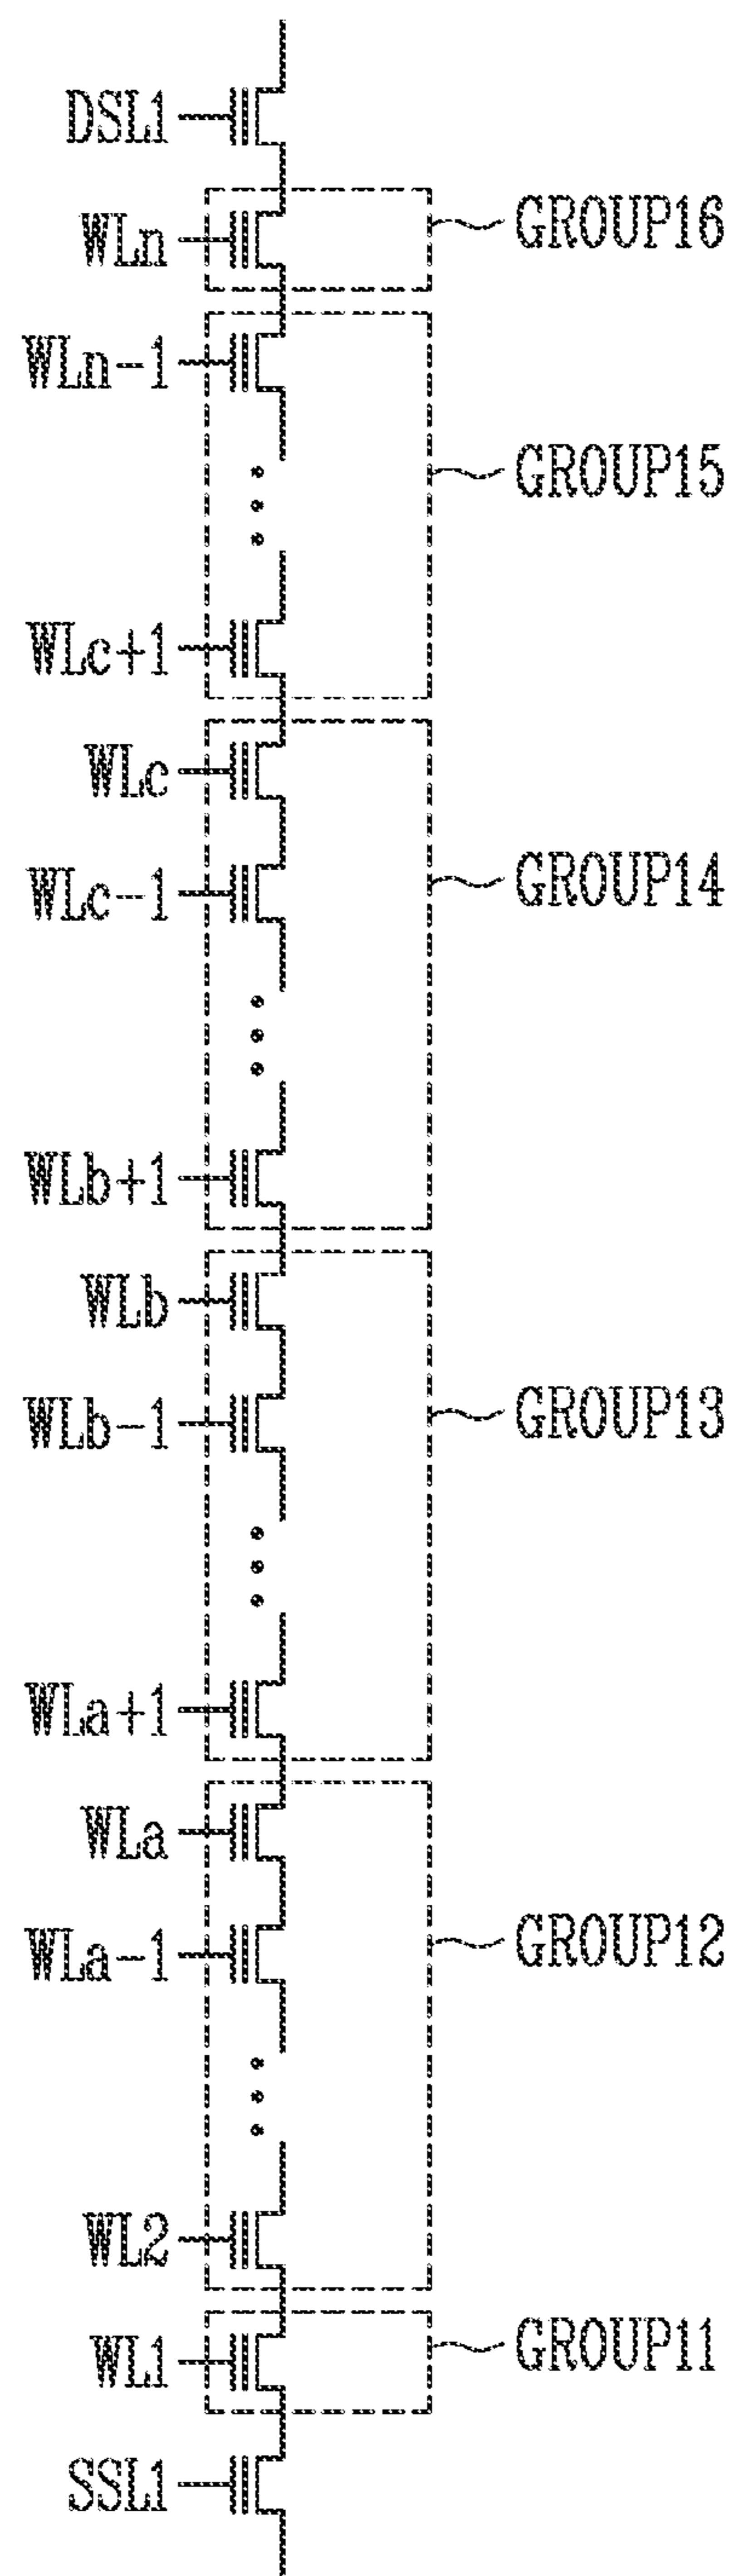 DSL1
WLn
GROUP16
WLn-1
GROUP15
WLc+1
WLc
WLc-1
GROUP14
WLb+1
WLb
WLb-1
GROUP13
WLa+1
WLa
WLa-1
GROUP12
WL2
WL1
GROUP11
SSL1